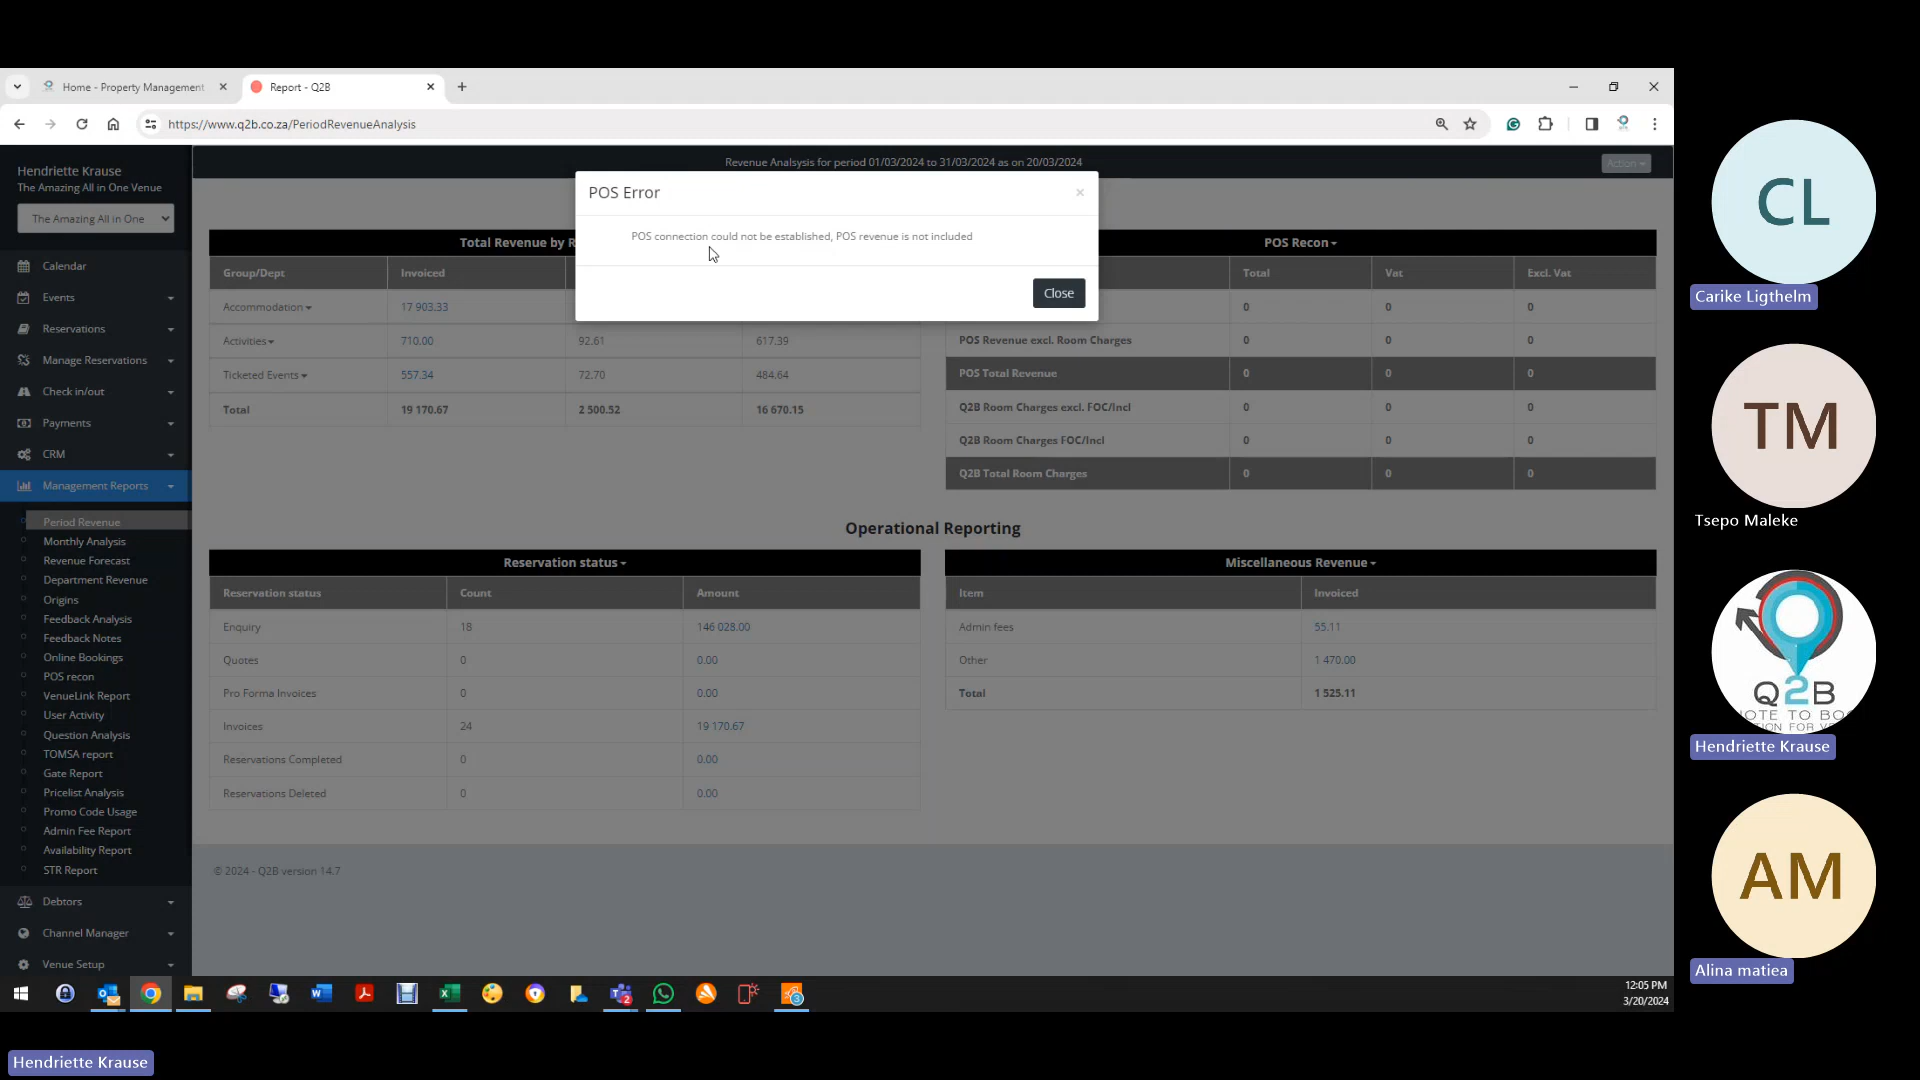 Home - Property Management
Report - Q2B
https://www.q2b.co.za/PeriodRevenueAnalysis
Hendriette Krause
The Amazing All in One Venue
The Amazing All in One
Calendar
Events
Reservations
Manage Reservations
Check in/out
Payments
CRM
Management Reports
Period Revenue
Monthly Analysis
Revenue Forecast
Department Revenue
Origins
Feedback Analysis
Feedback Notes
Online Bookings
POS recon
VenueLink Report
User Activity
Question Analysis
TOMSA report
Gate Report
Pricelist Analysis
Promo Code Usage
Admin Fee Report
Availability Report
STR Report
Debtors
Channel Manager
Venue Setup
Revenue Analsysis for period 01/03/2024 to 31/03/2024 as on 20/03/2024
Action
POS Error
×
POS connection could not be established, POS revenue is not included
Close
Total Revenue by R
Group/Dept Invoiced
Accommodation 17 903.33
Activities 710.00 92.61 617.39
Ticketed Events 557.34 72.70 484.64
Total 19 170.67 2 500.52 16 670.15
POS Recon
Total Vat Excl. Vat
0 0 0
POS Revenue excl. Room Charges 0 0 0
POS Total Revenue 0 0 0
Q2B Room Charges excl. FOC/Incl 0 0 0
Q2B Room Charges FOC/Incl 0 0 0
Q2B Total Room Charges 0 0 0
Operational Reporting
Reservation status
Reservation status Count Amount
Enquiry 18 146 028.00
Quotes 0 0.00
Pro Forma Invoices 0 0.00
Invoices 24 19 170.67
Reservations Completed 0 0.00
Reservations Deleted 0 0.00
Miscellaneous Revenue
Item Invoiced
Admin fees 55.11
Other 1 470.00
Total 1 525.11
© 2024 - Q2B version 14.7
12:05 PM
3/20/2024
CL
Carike Ligthelm
TM
Tsepo Maleke
Q2B
Hendriette Krause
AM
Alina matiea
Hendriette Krause